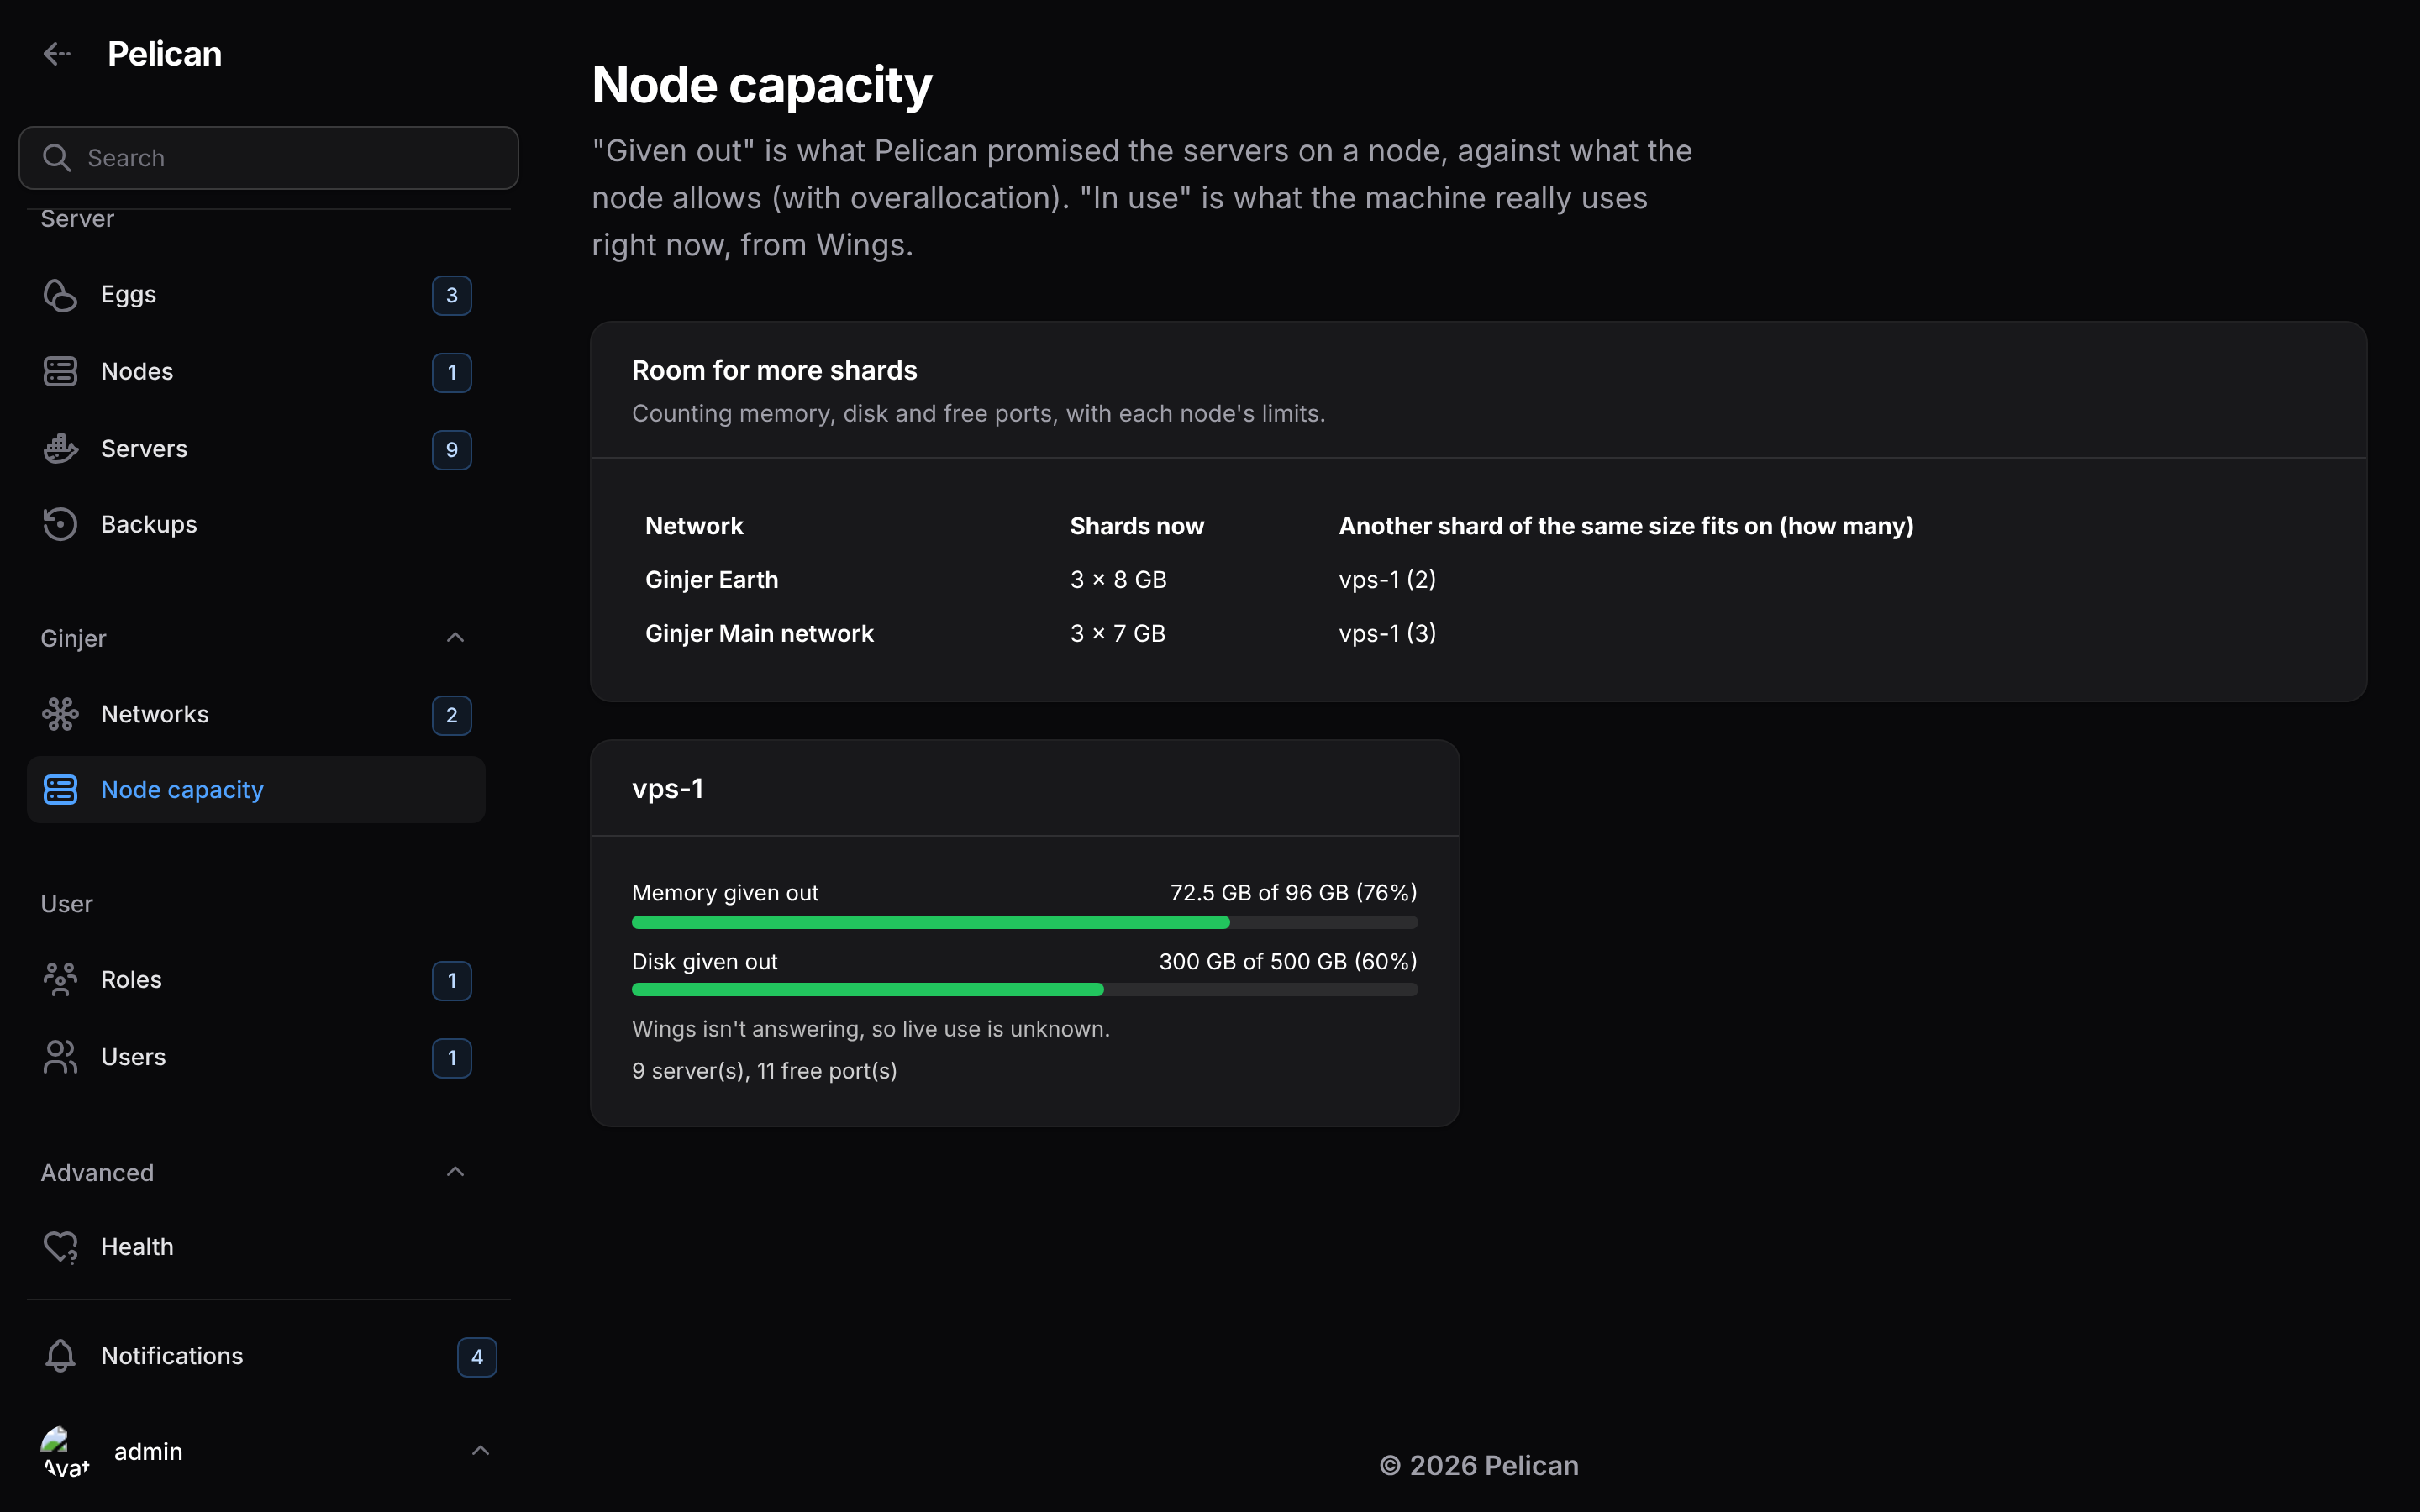 Pelican
Search
Server
Eggs 3
Nodes 1
Servers 9
Backups
Ginjer
Networks 2
Node capacity
User
Roles 1
Users 1
Advanced
Health
Notifications 4
Avat
admin
Node capacity
"Given out" is what Pelican promised the servers on a node, against what the
node allows (with overallocation). "In use" is what the machine really uses
right now, from Wings.
Room for more shards
Counting memory, disk and free ports, with each node's limits.
Network Shards now Another shard of the same size fits on (how many)
Ginjer Earth 3 × 8 GB vps-1 (2)
Ginjer Main network 3 × 7 GB vps-1 (3)
vps-1
Memory given out 72.5 GB of 96 GB (76%)
Disk given out 300 GB of 500 GB (60%)
Wings isn't answering, so live use is unknown.
9 server(s), 11 free port(s)
© 2026 Pelican